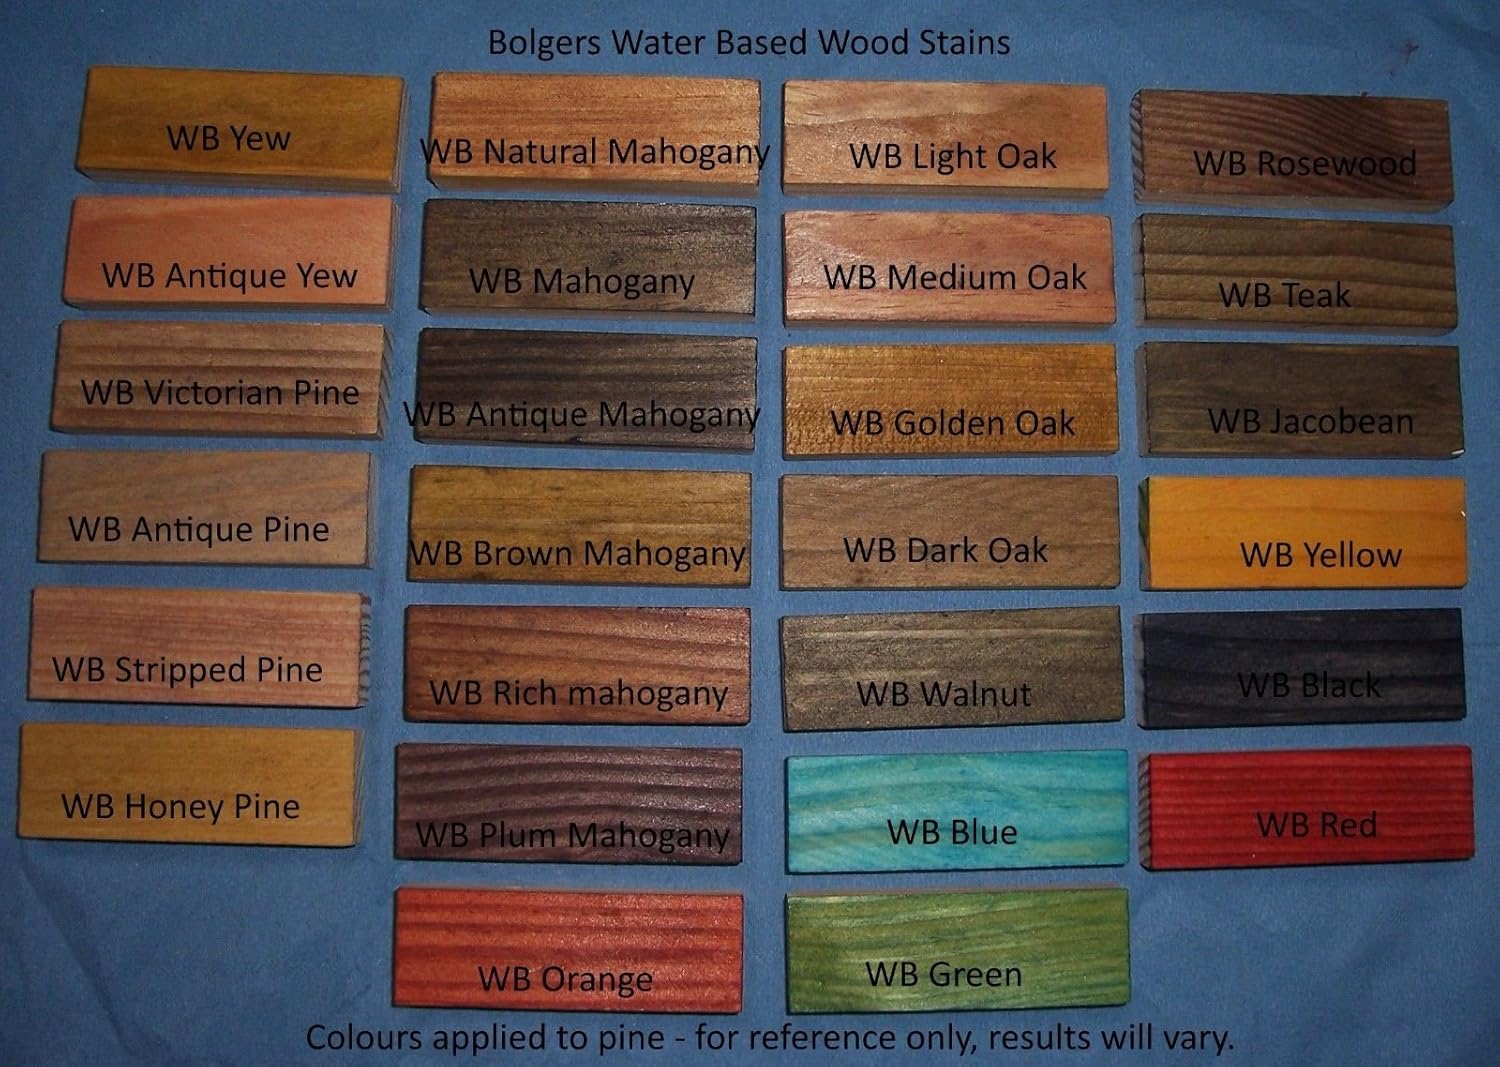 Bolgers Water Based Wood Stains
WB Yew
WB Natural Mahogany
WB Light Oak
WB Rosewood
WB Antique Yew
WB Mahogany
WB Medium Oak
WB Teak
WB Victorian Pine
WB Antique Mahogany
WB Golden Oak
WB Jacobean
WB Antique Pine
WB Brown Mahogany
WB Dark Oak
WB Yellow
WB Stripped Pine
WB Rich mahogany
WB Walnut
WB Black
WB Honey Pine
WB Plum Mahogany
WB Blue
WB Red
WB Orange
WB Green
Colours applied to pine - for reference only, results will vary.